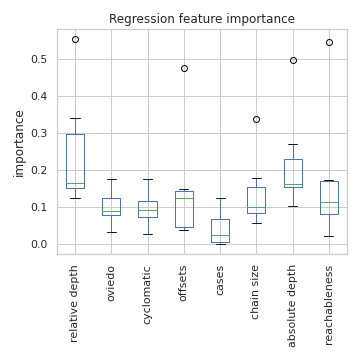 Regression feature importance
importance
0.5
0.4
0.3
0.2
0.1
0.0
relative depth
oviedo
cyclomatic
offsets
cases
chain size
absolute depth
reachableness